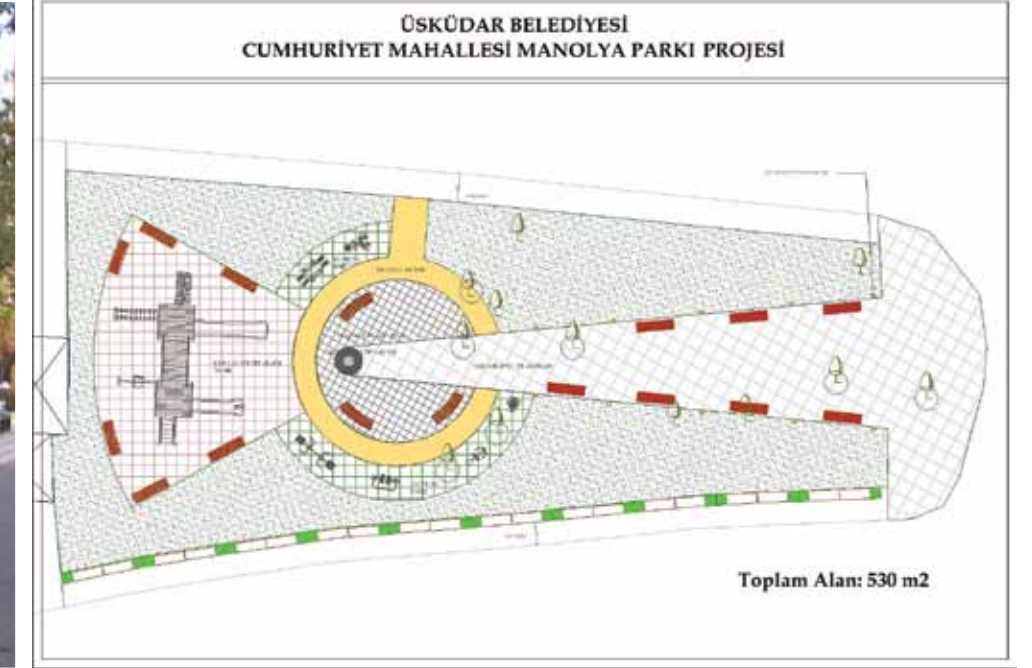 ÜSKÜDAR BELEDİYESİ
CUMHURİYET MAHALLESİ MANOLYA PARKI PROJESİ
Toplam Alan: 530 m2